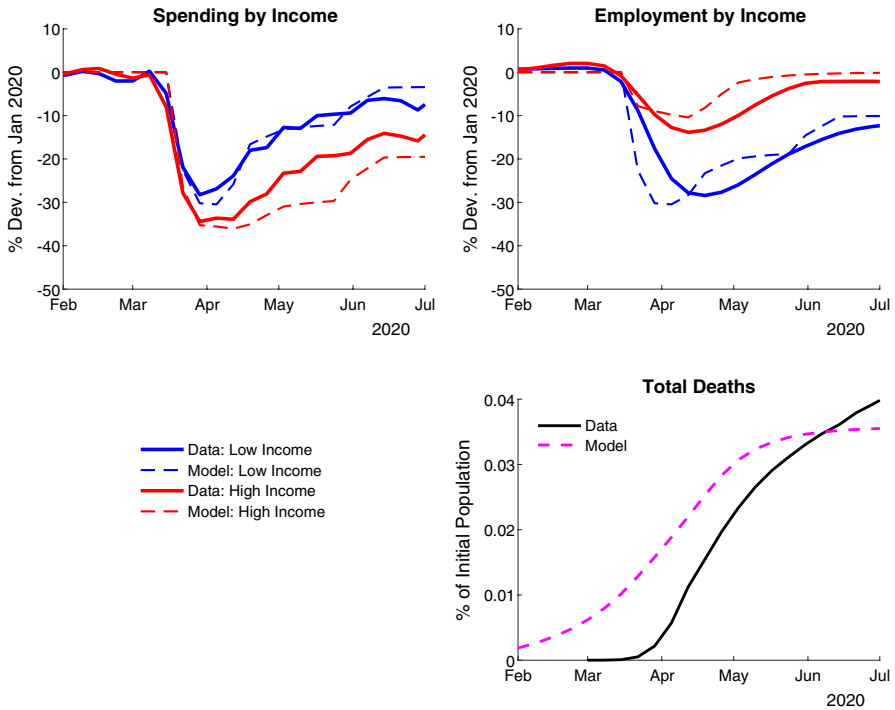 Spending by Income
% Dev. from Jan 2020
10
0
-10
-20
-30
-40
-50
Feb Mar Apr May Jun Jul
2020
Employment by Income
% Dev. from Jan 2020
10
0
-10
-20
-30
-40
-50
Feb Mar Apr May Jun Jul
2020
Data: Low Income
Model: Low Income
Data: High Income
Model: High Income
Total Deaths
% of Initial Population
0.04
0.03
0.02
0.01
0
Data
Model
Feb Mar Apr May Jun Jul
2020